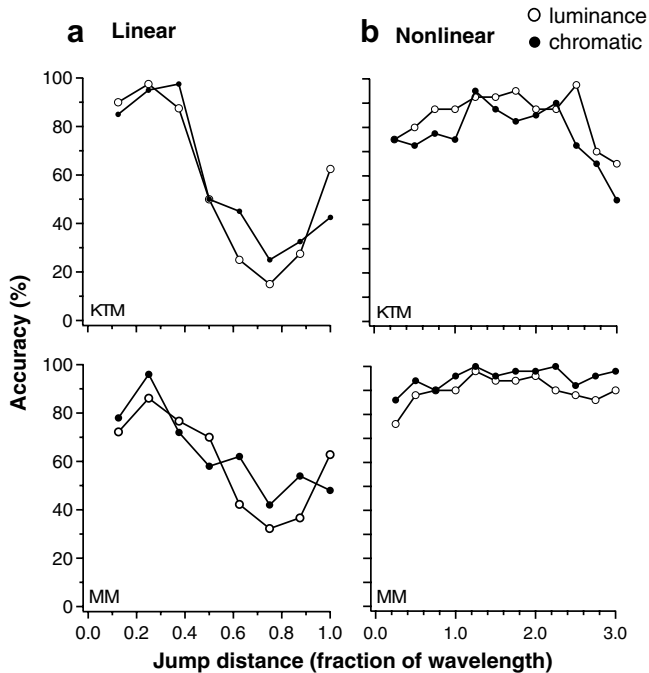 a Linear
b Nonlinear
luminance
chromatic
100
80
60
40
20
0
KTM
KTM
Accuracy (%)
100
80
60
40
20
0
MM
MM
0.0 0.2 0.4 0.6 0.8 1.0
0.0 1.0 2.0 3.0
Jump distance (fraction of wavelength)